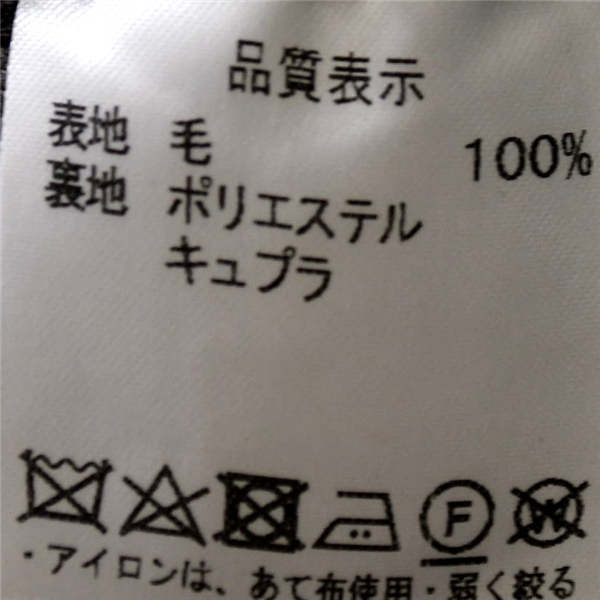 品質表示
表地 毛 100%
裏地 ポリエステル
キュプラ
F W
・アイロンは、あて布使用・弱く絞る